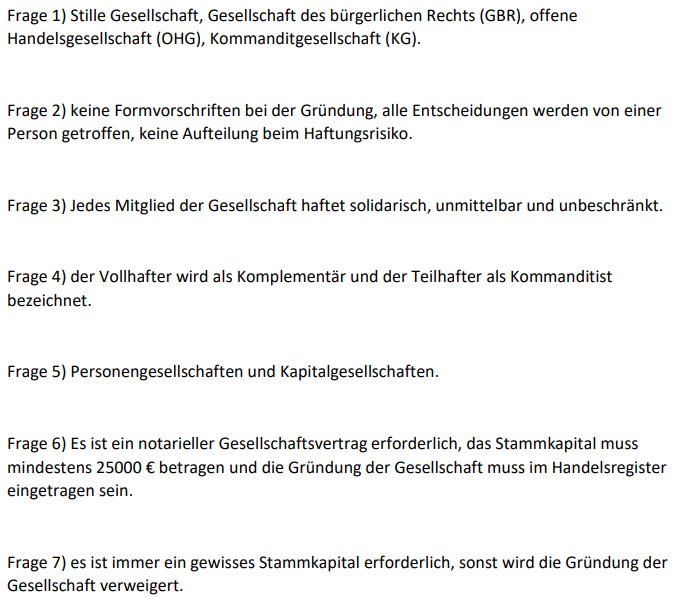 Frage 1) Stille Gesellschaft, Gesellschaft des bürgerlichen Rechts (GBR), offene
Handelsgesellschaft (OHG), Kommanditgesellschaft (KG).
Frage 2) keine Formvorschriften bei der Gründung, alle Entscheidungen werden von einer
Person getroffen, keine Aufteilung beim Haftungsrisiko.
Frage 3) Jedes Mitglied der Gesellschaft haftet solidarisch, unmittelbar und unbeschränkt.
Frage 4) der Vollhafter wird als Komplementär und der Teilhafter als Kommanditist
bezeichnet.
Frage 5) Personengesellschaften und Kapitalgesellschaften.
Frage 6) Es ist ein notarieller Gesellschaftsvertrag erforderlich, das Stammkapital muss
mindestens 25000 € betragen und die Gründung der Gesellschaft muss im Handelsregister
eingetragen sein.
Frage 7) es ist immer ein gewisses Stammkapital erforderlich, sonst wird die Gründung der
Gesellschaft verweigert.